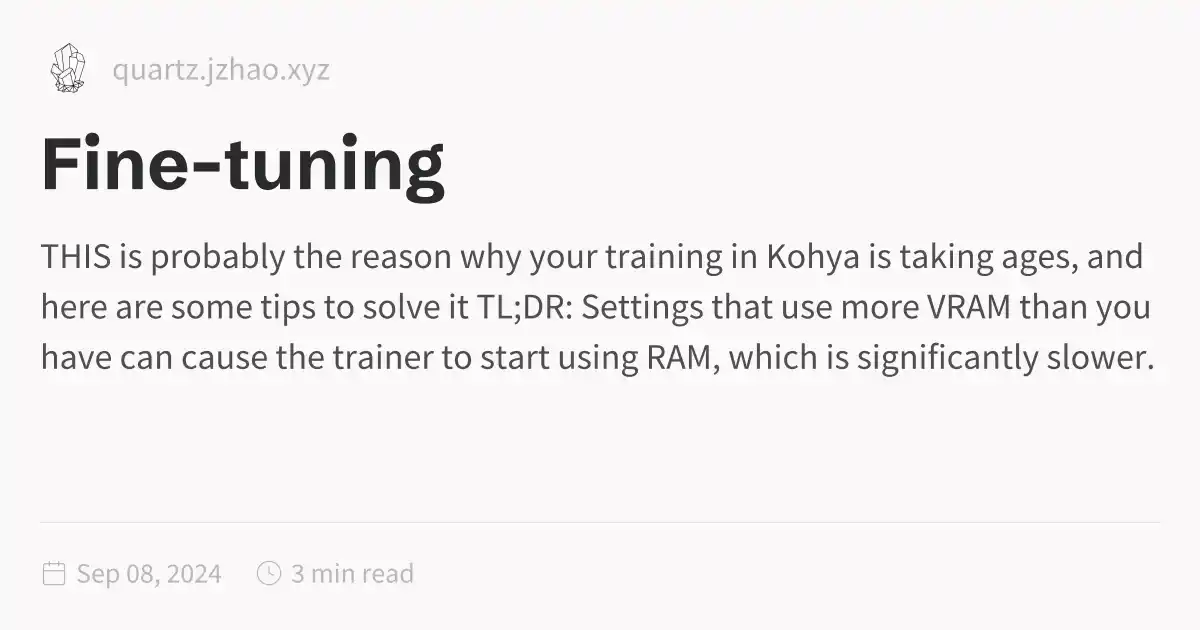 quartz.jzhao.xyz
Fine-tuning
THIS is probably the reason why your training in Kohya is taking ages, and
here are some tips to solve it TL;DR: Settings that use more VRAM than you
have can cause the trainer to start using RAM, which is significantly slower.
Sep 08, 2024 3 min read